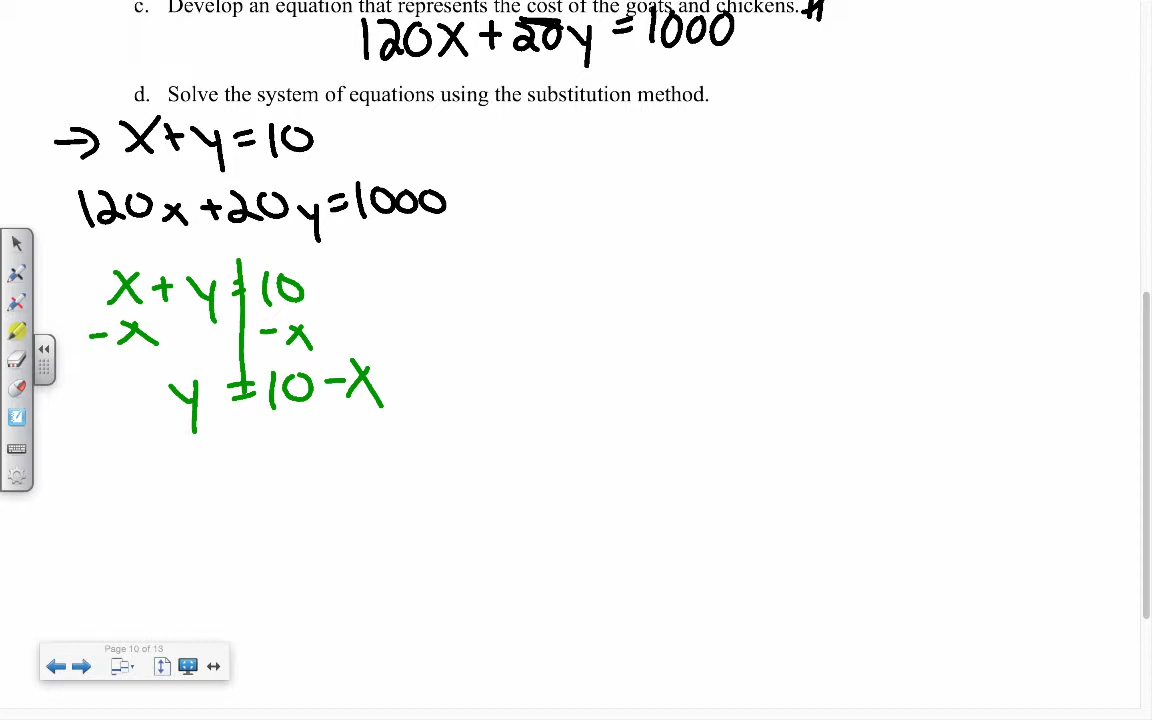 c. Develop an equation that represents the cost of the goats and chickens.
120x + 20y = 1000
d. Solve the system of equations using the substitution method.
→ x + y = 10
120x + 20y = 1000
x + y = 10
-x -x
y = 10 - x
Page 10 of 13